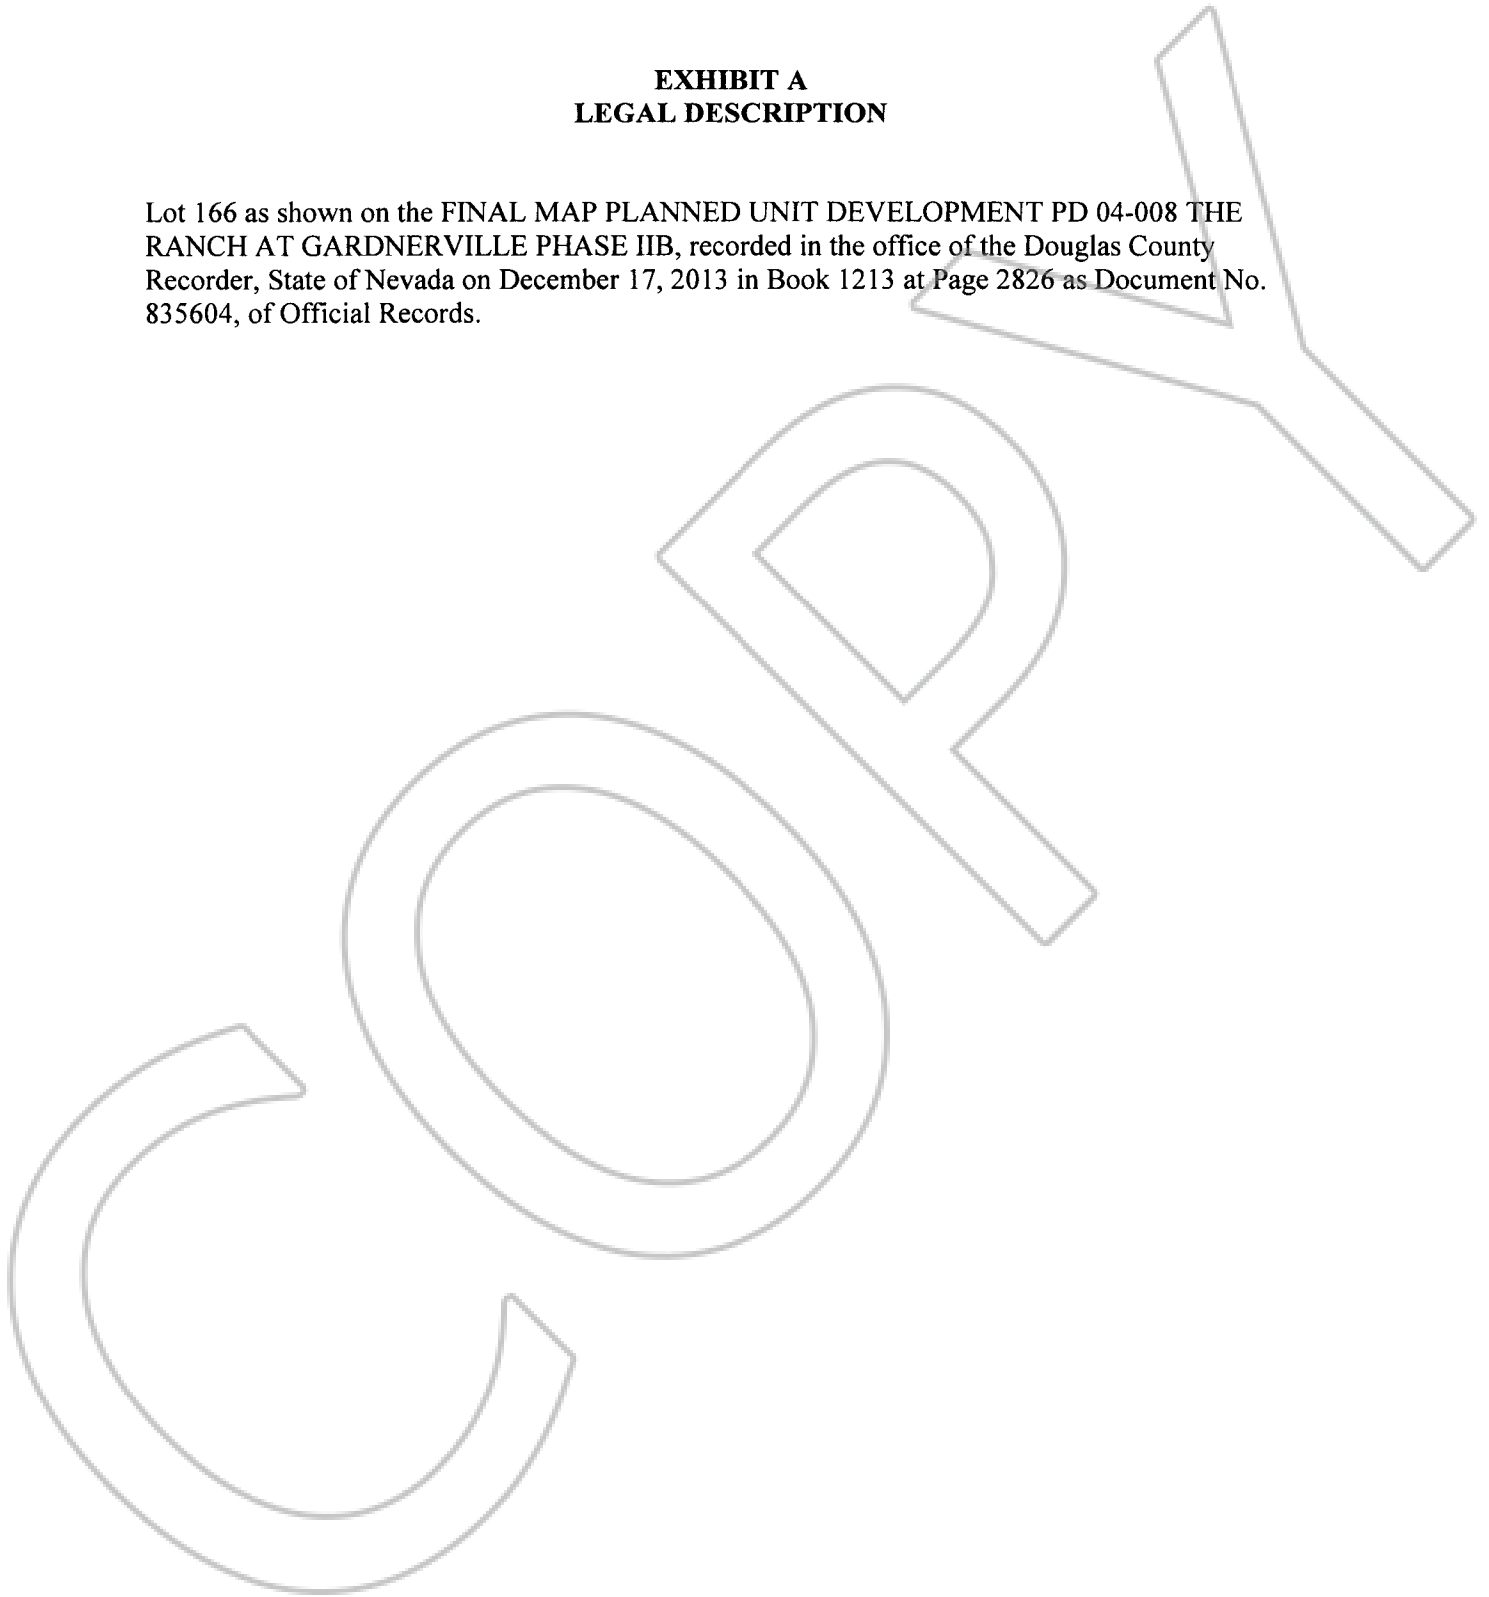 EXHIBIT A
LEGAL DESCRIPTION
Lot 166 as shown on the FINAL MAP PLANNED UNIT DEVELOPMENT PD 04-008 THE
RANCH AT GARDNERVILLE PHASE IIB, recorded in the office of the Douglas County
Recorder, State of Nevada on December 17, 2013 in Book 1213 at Page 2826 as Document No.
835604, of Official Records.
COPY